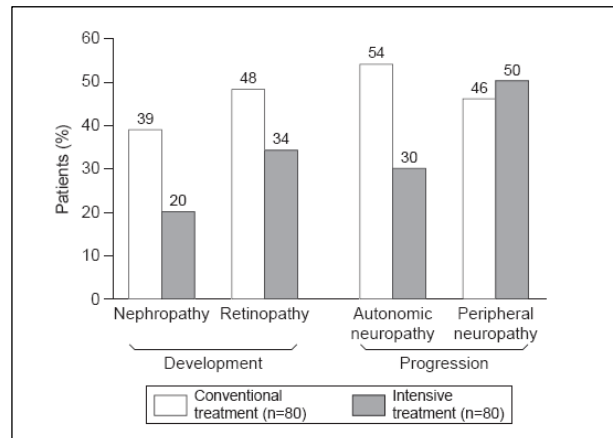 60
50
40
30
20
10
0
Patients (%)
39
20
48
34
54
30
46
50
Nephropathy
Retinopathy
Autonomic
neuropathy
Peripheral
neuropathy
Development
Progression
Conventional
treatment (n=80)
Intensive
treatment (n=80)